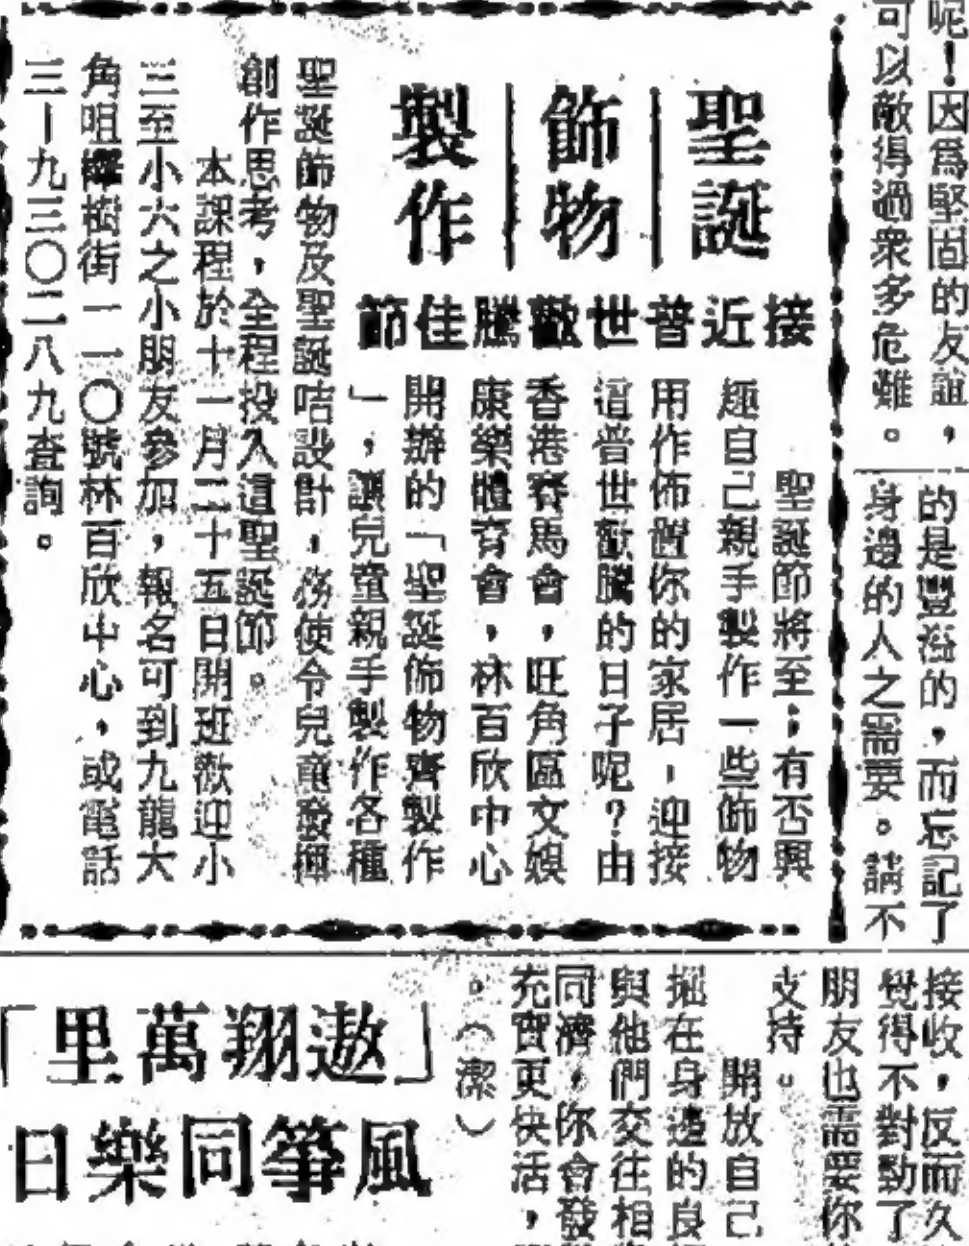 呢！因爲堅固的友誼，
可以敵得過衆多危難。
的是豐溢的，而忘記了
身邊的人之需要。請不
聖誕
飾物
製作
接近普世歡騰佳節
聖誕節將至；有否興
趣自己親手製作一些飾物
用作佈置你的家居，迎接
這普世歡騰的日子呢？由
香港賽馬會，旺角區文娛
康樂體育會，林百欣中心
開辦的「聖誕飾物齊製作
」，讓兒童親手製作各種
聖誕飾物及聖誕咭設計，務使令兒童發揮
創作思考，全程投入這聖誕節。
本課程於十一月二十五日開班歡迎小
三至小六之小朋友參加，報名可到九龍大
角咀櫸樹街一一〇號林百欣中心，或電話
三–九三〇二八九查詢。
接收，反而久
覺得不對勁了
朋友也需要你
支持。
開放自己
在身邊的良
與他們交往相
同濟，你會發
充實更快活，
。（潔）
「遨翔萬里」
風箏同樂日